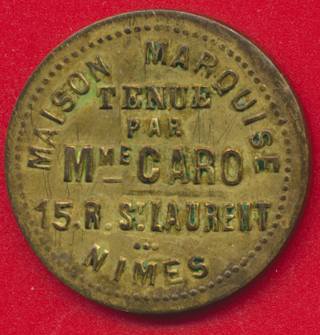 MAISON MARQUISE
TENUE
PAR
MME CARO
15. R. ST LAURENT
...
NIMES